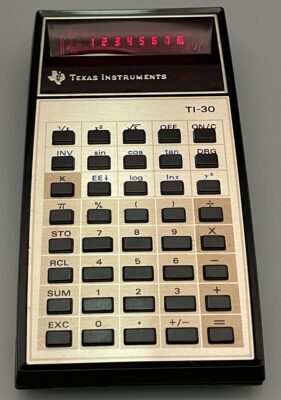 12345678.
TEXAS INSTRUMENTS
TI-30
1/x x² √x OFF ON/C
INV sin cos tan DRG
K EE↓ log lnx yˣ
π % ( ) ÷
STO 7 8 9 X
RCL 4 5 6 −
SUM 1 2 3 +
EXC 0 • +/− =